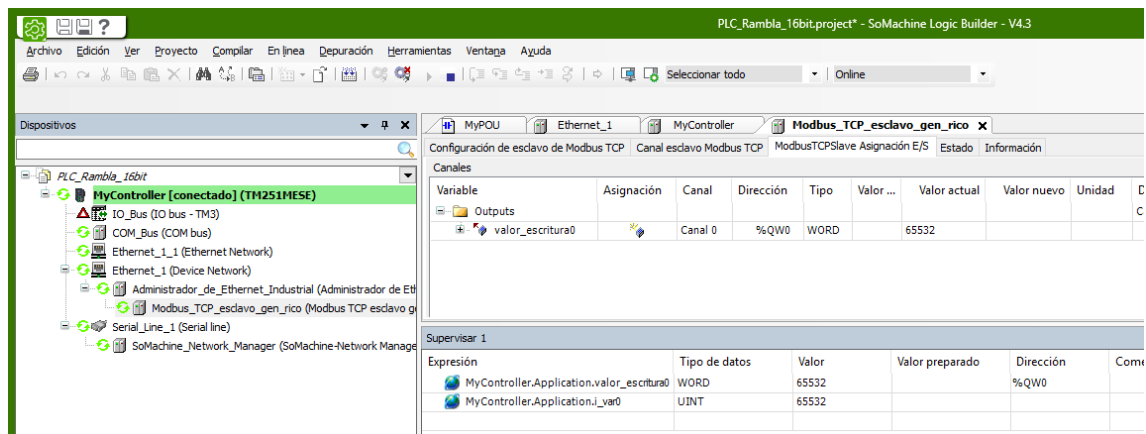 PLC_Rambla_16bit.project* - SoMachine Logic Builder - V4.3
Archivo Edición Ver Proyecto Compilar En línea Depuración Herramientas Ventana Ayuda
Seleccionar todo Online
Dispositivos
MyPOU Ethernet_1 MyController Modbus_TCP_esclavo_gen_rico
Configuración de esclavo de Modbus TCP Canal esclavo Modbus TCP ModbusTCPSlave Asignación E/S Estado Información
Canales
Variable Asignación Canal Dirección Tipo Valor ... Valor actual Valor nuevo Unidad D
Outputs C
valor_escritura0 Canal 0 %QW0 WORD 65532
PLC_Rambla_16bit
MyController [conectado] (TM251MESE)
IO_Bus (IO bus - TM3)
COM_Bus (COM bus)
Ethernet_1_1 (Ethernet Network)
Ethernet_1 (Device Network)
Administrador_de_Ethernet_Industrial (Administrador de Eth
Modbus_TCP_esclavo_gen_rico (Modbus TCP esclavo g
Serial_Line_1 (Serial line)
SoMachine_Network_Manager (SoMachine-Network Manage
Supervisar 1
Expresión Tipo de datos Valor Valor preparado Dirección Come
MyController.Application.valor_escritura0 WORD 65532 %QW0
MyController.Application.i_var0 UINT 65532